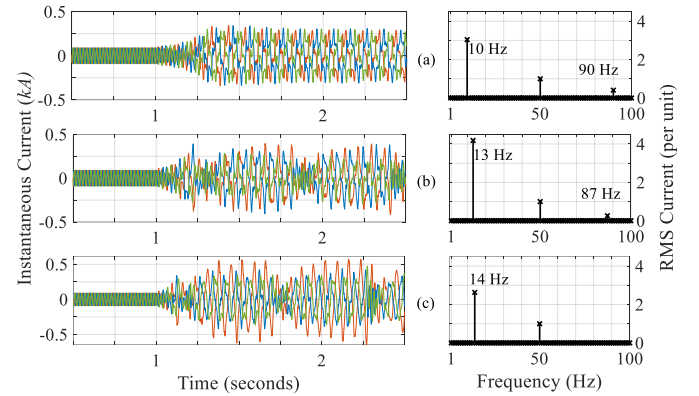 Instantaneous Current (kA)
0.5
0
-0.5
1
2
(a)
4
2
0
10 Hz
90 Hz
1
50
100
0.5
0
-0.5
1
2
(b)
4
2
0
13 Hz
87 Hz
1
50
100
0.5
0
-0.5
1
2
(c)
4
2
0
14 Hz
1
50
100
Time (seconds)
Frequency (Hz)
RMS Current (per unit)